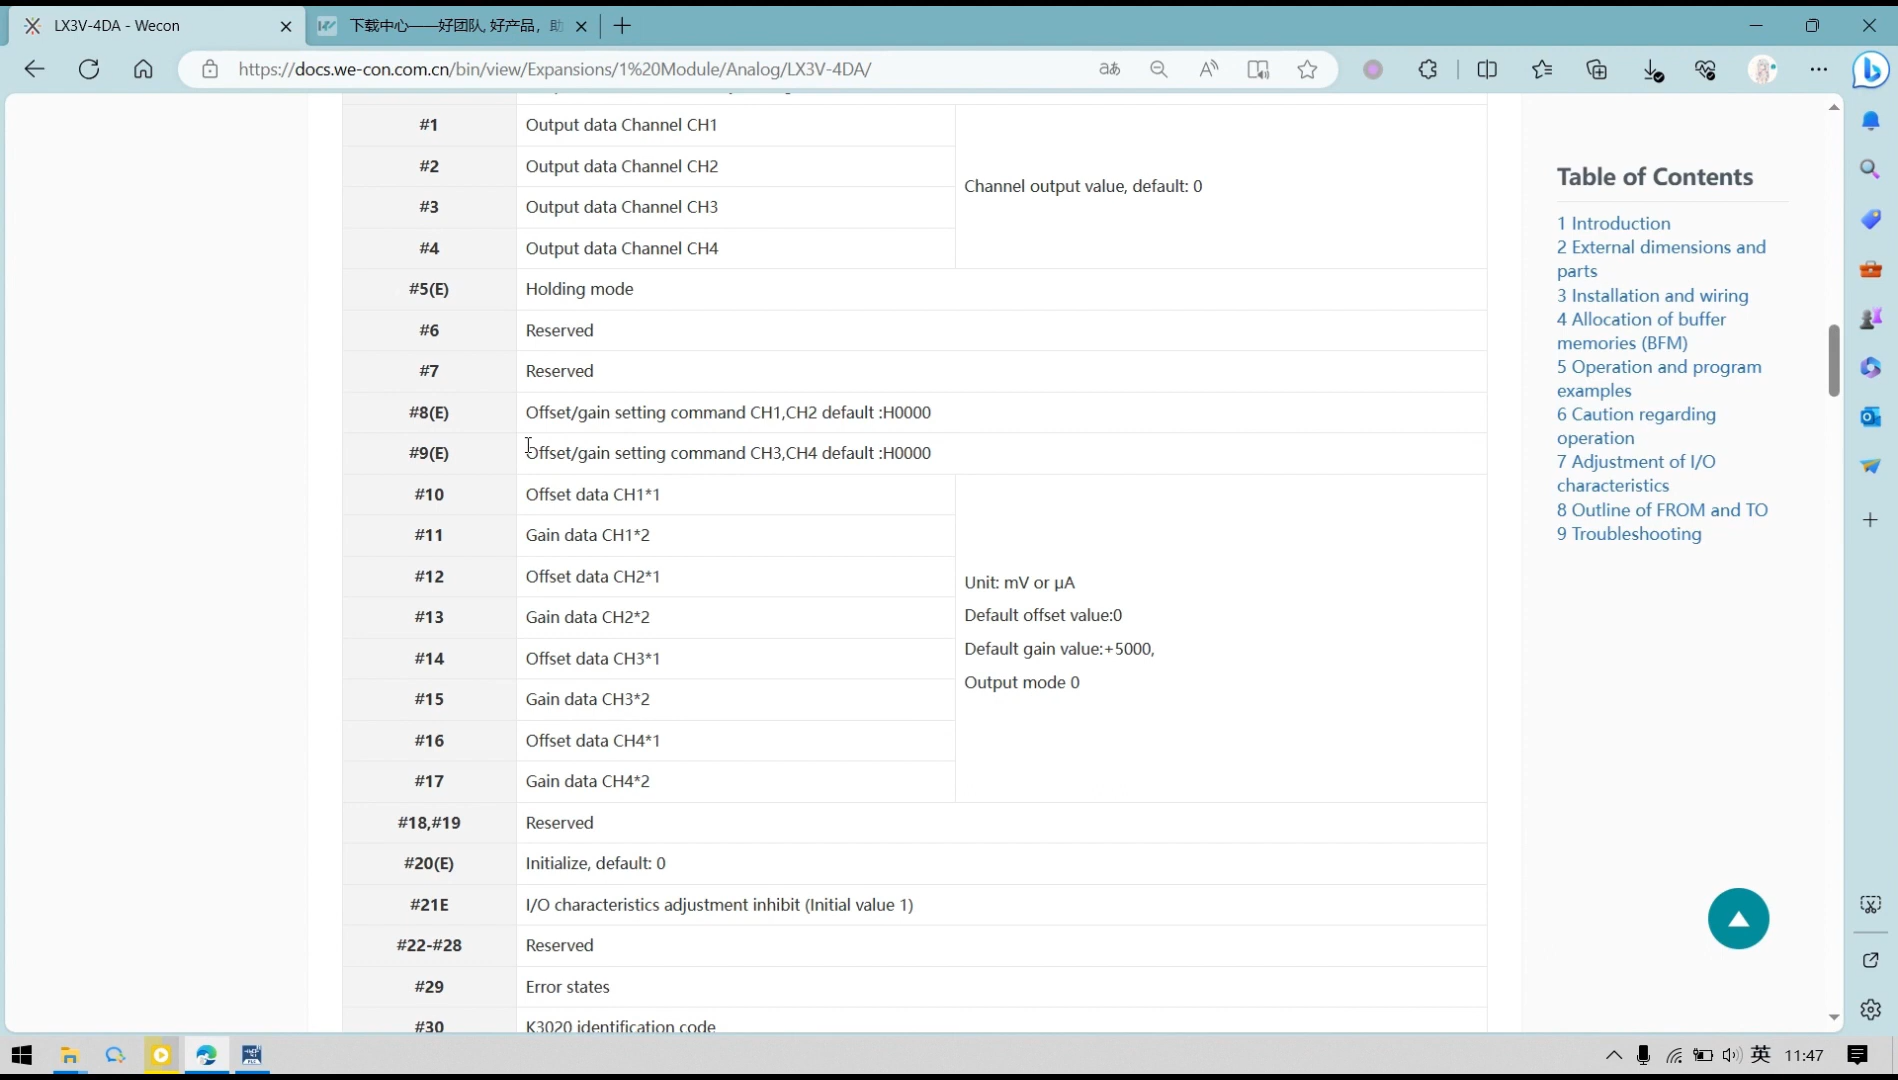 LX3V-4DA - Wecon
下载中心——好团队, 好产品，助
https://docs.we-con.com.cn/bin/view/Expansions/1%20Module/Analog/LX3V-4DA/
#1 Output data Channel CH1
#2 Output data Channel CH2
Channel output value, default: 0
#3 Output data Channel CH3
#4 Output data Channel CH4
#5(E) Holding mode
#6 Reserved
#7 Reserved
#8(E) Offset/gain setting command CH1,CH2 default :H0000
#9(E) Offset/gain setting command CH3,CH4 default :H0000
#10 Offset data CH1*1
#11 Gain data CH1*2
#12 Offset data CH2*1
#13 Gain data CH2*2
#14 Offset data CH3*1
#15 Gain data CH3*2
#16 Offset data CH4*1
#17 Gain data CH4*2
Unit: mV or μA
Default offset value:0
Default gain value:+5000,
Output mode 0
#18,#19 Reserved
#20(E) Initialize, default: 0
#21E I/O characteristics adjustment inhibit (Initial value 1)
#22-#28 Reserved
#29 Error states
#30 K3020 identification code
Table of Contents
1 Introduction
2 External dimensions and
parts
3 Installation and wiring
4 Allocation of buffer
memories (BFM)
5 Operation and program
examples
6 Caution regarding
operation
7 Adjustment of I/O
characteristics
8 Outline of FROM and TO
9 Troubleshooting
英 11:47